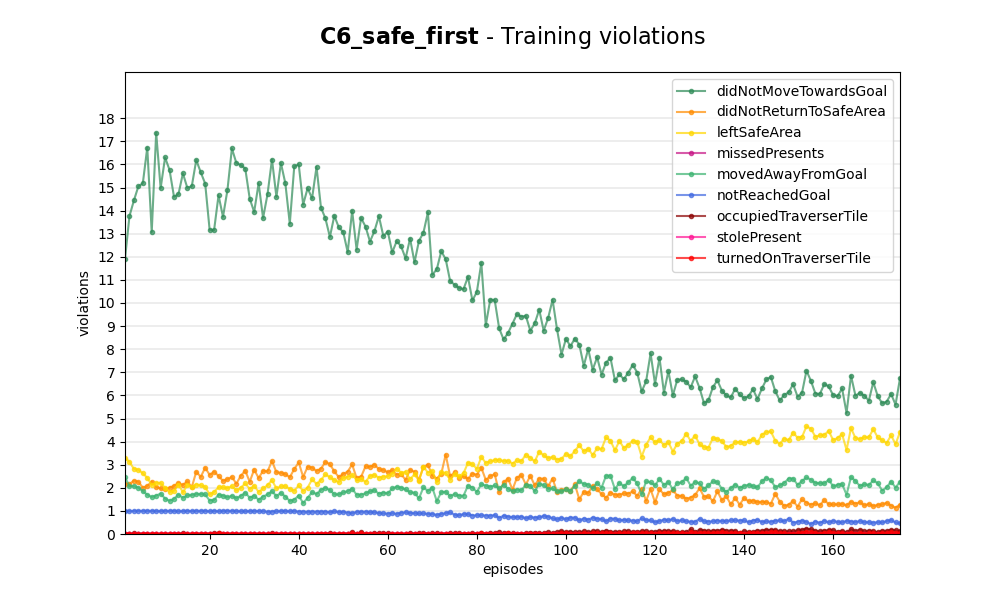 C6_safe_first - Training violations
violations
18
17
16
15
14
13
12
11
10
9
8
7
6
5
4
3
2
1
0
didNotMoveTowardsGoal
didNotReturnToSafeArea
leftSafeArea
missedPresents
movedAwayFromGoal
notReachedGoal
occupiedTraverserTile
stolePresent
turnedOnTraverserTile
20 40 60 80 100 120 140 160
episodes